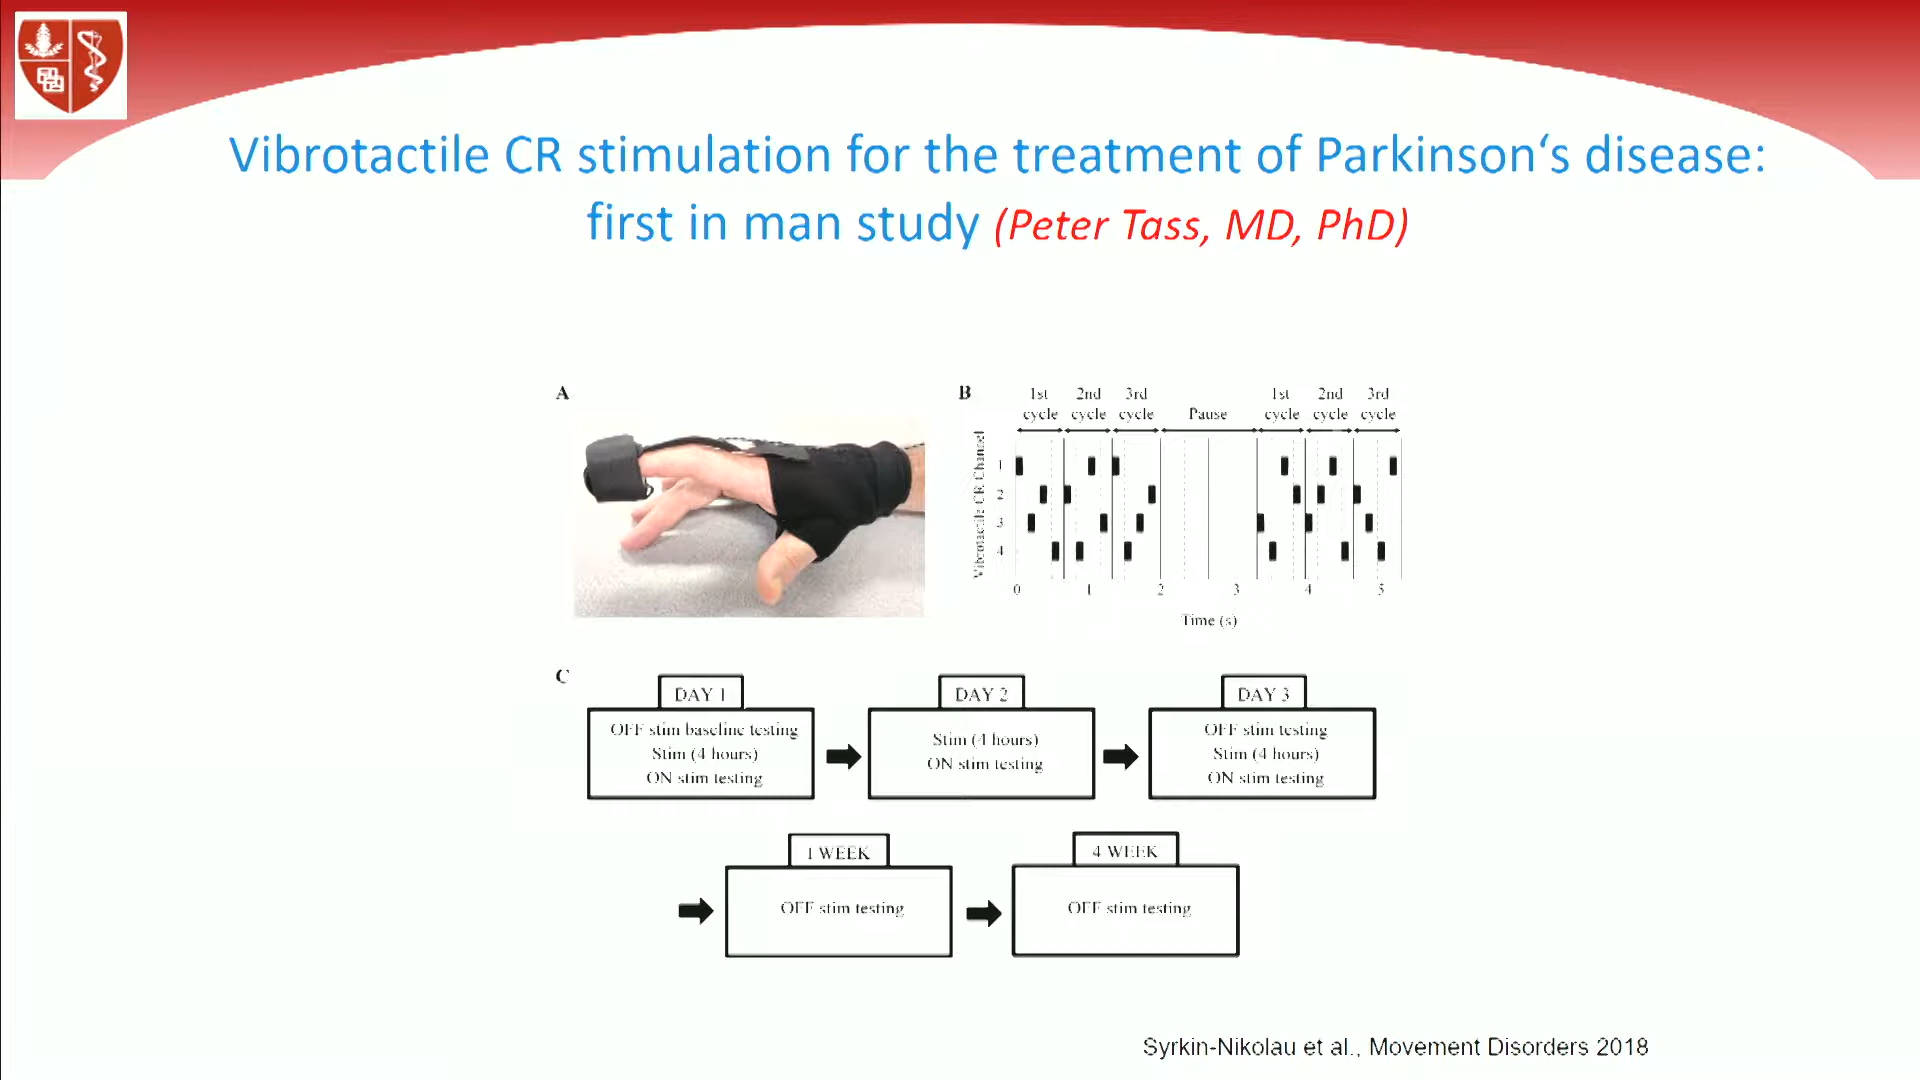 Vibrotactile CR stimulation for the treatment of Parkinson‘s disease:
first in man study (Peter Tass, MD, PhD)
A
B
1st cycle
2nd cycle
3rd cycle
Pause
1st cycle
2nd cycle
3rd cycle
Vibrotactile CR Channel
1
2
3
4
0 1 2 3 4 5
Time (s)
C
DAY 1
OFF stim baseline testing
Stim (4 hours)
ON stim testing
DAY 2
Stim (4 hours)
ON stim testing
DAY 3
OFF stim testing
Stim (4 hours)
ON stim testing
1 WEEK
OFF stim testing
4 WEEK
OFF stim testing
Syrkin-Nikolau et al., Movement Disorders 2018